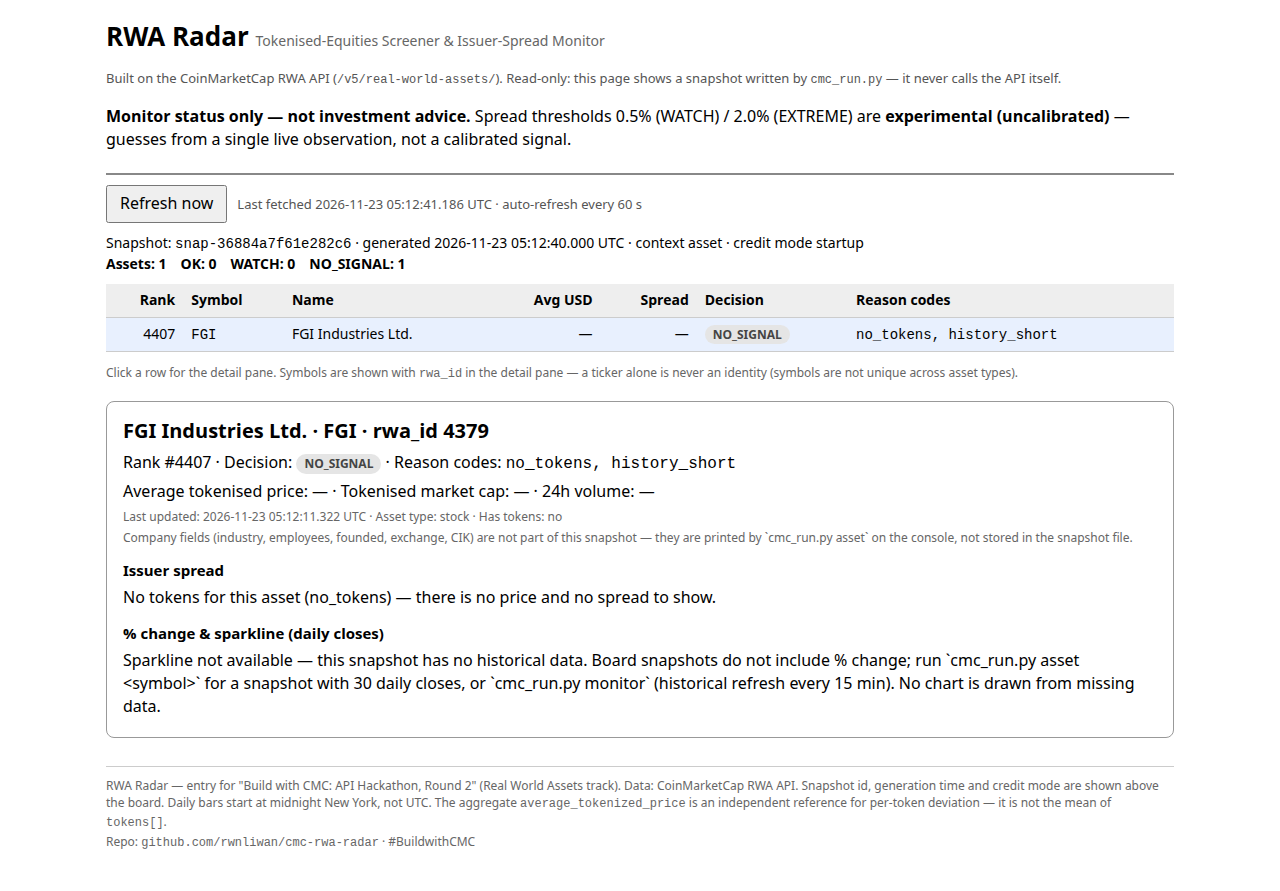 RWA Radar Tokenised-Equities Screener & Issuer-Spread Monitor
Built on the CoinMarketCap RWA API (/v5/real-world-assets/). Read-only: this page shows a snapshot written by cmc_run.py — it never calls the API itself.
Monitor status only — not investment advice. Spread thresholds 0.5% (WATCH) / 2.0% (EXTREME) are experimental (uncalibrated) —
guesses from a single live observation, not a calibrated signal.
Refresh now Last fetched 2026-11-23 05:12:41.186 UTC · auto-refresh every 60 s
Snapshot: snap-36884a7f61e282c6 · generated 2026-11-23 05:12:40.000 UTC · context asset · credit mode startup
Assets: 1 OK: 0 WATCH: 0 NO_SIGNAL: 1
Rank Symbol Name Avg USD Spread Decision Reason codes
4407 FGI FGI Industries Ltd. — — NO_SIGNAL no_tokens, history_short
Click a row for the detail pane. Symbols are shown with rwa_id in the detail pane — a ticker alone is never an identity (symbols are not unique across asset types).
FGI Industries Ltd. · FGI · rwa_id 4379
Rank #4407 · Decision: NO_SIGNAL · Reason codes: no_tokens, history_short
Average tokenised price: — · Tokenised market cap: — · 24h volume: —
Last updated: 2026-11-23 05:12:11.322 UTC · Asset type: stock · Has tokens: no
Company fields (industry, employees, founded, exchange, CIK) are not part of this snapshot — they are printed by `cmc_run.py asset` on the console, not stored in the snapshot file.
Issuer spread
No tokens for this asset (no_tokens) — there is no price and no spread to show.
% change & sparkline (daily closes)
Sparkline not available — this snapshot has no historical data. Board snapshots do not include % change; run `cmc_run.py asset
<symbol>` for a snapshot with 30 daily closes, or `cmc_run.py monitor` (historical refresh every 15 min). No chart is drawn from missing
data.
RWA Radar — entry for "Build with CMC: API Hackathon, Round 2" (Real World Assets track). Data: CoinMarketCap RWA API. Snapshot id, generation time and credit mode are shown above
the board. Daily bars start at midnight New York, not UTC. The aggregate average_tokenized_price is an independent reference for per-token deviation — it is not the mean of
tokens[].
Repo: github.com/rwnliwan/cmc-rwa-radar · #BuildwithCMC